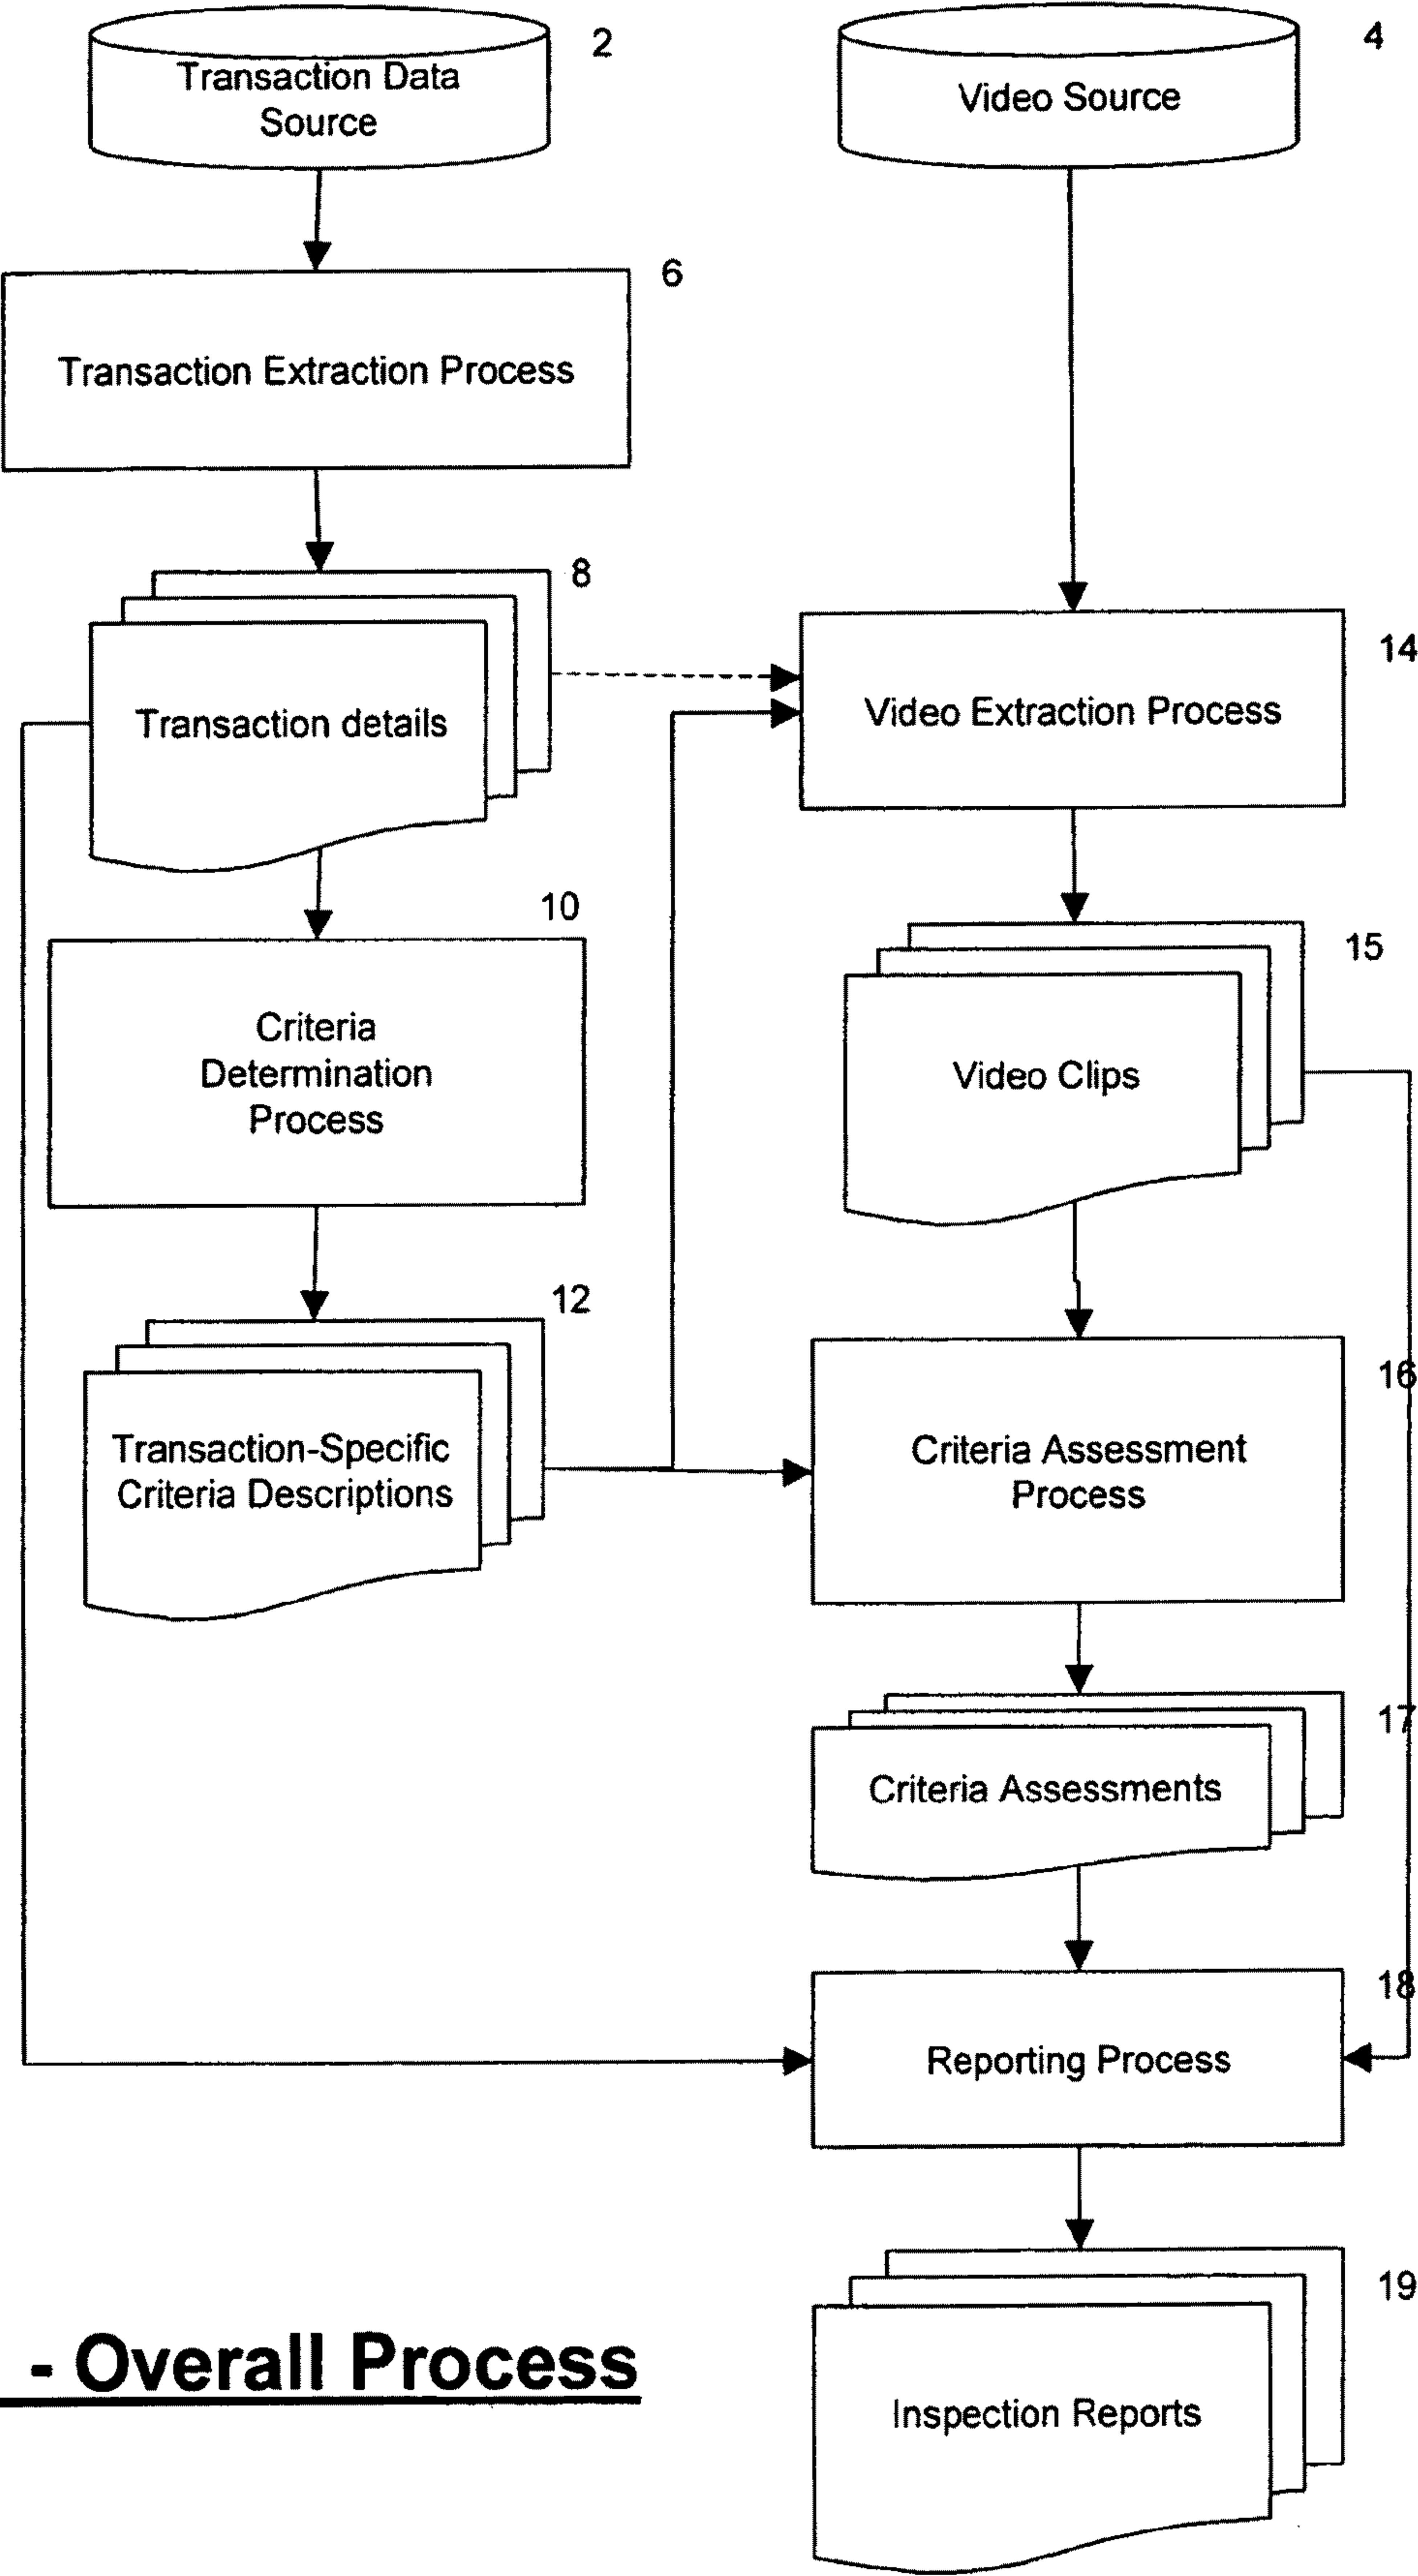 Transaction Data
Source
2
Video Source
4
Transaction Extraction Process
6
Transaction details
8
Video Extraction Process
14
Criteria
Determination
Process
10
Video Clips
15
Transaction-Specific
Criteria Descriptions
12
Criteria Assessment
Process
16
Criteria Assessments
17
Reporting Process
18
Inspection Reports
19
- Overall Process